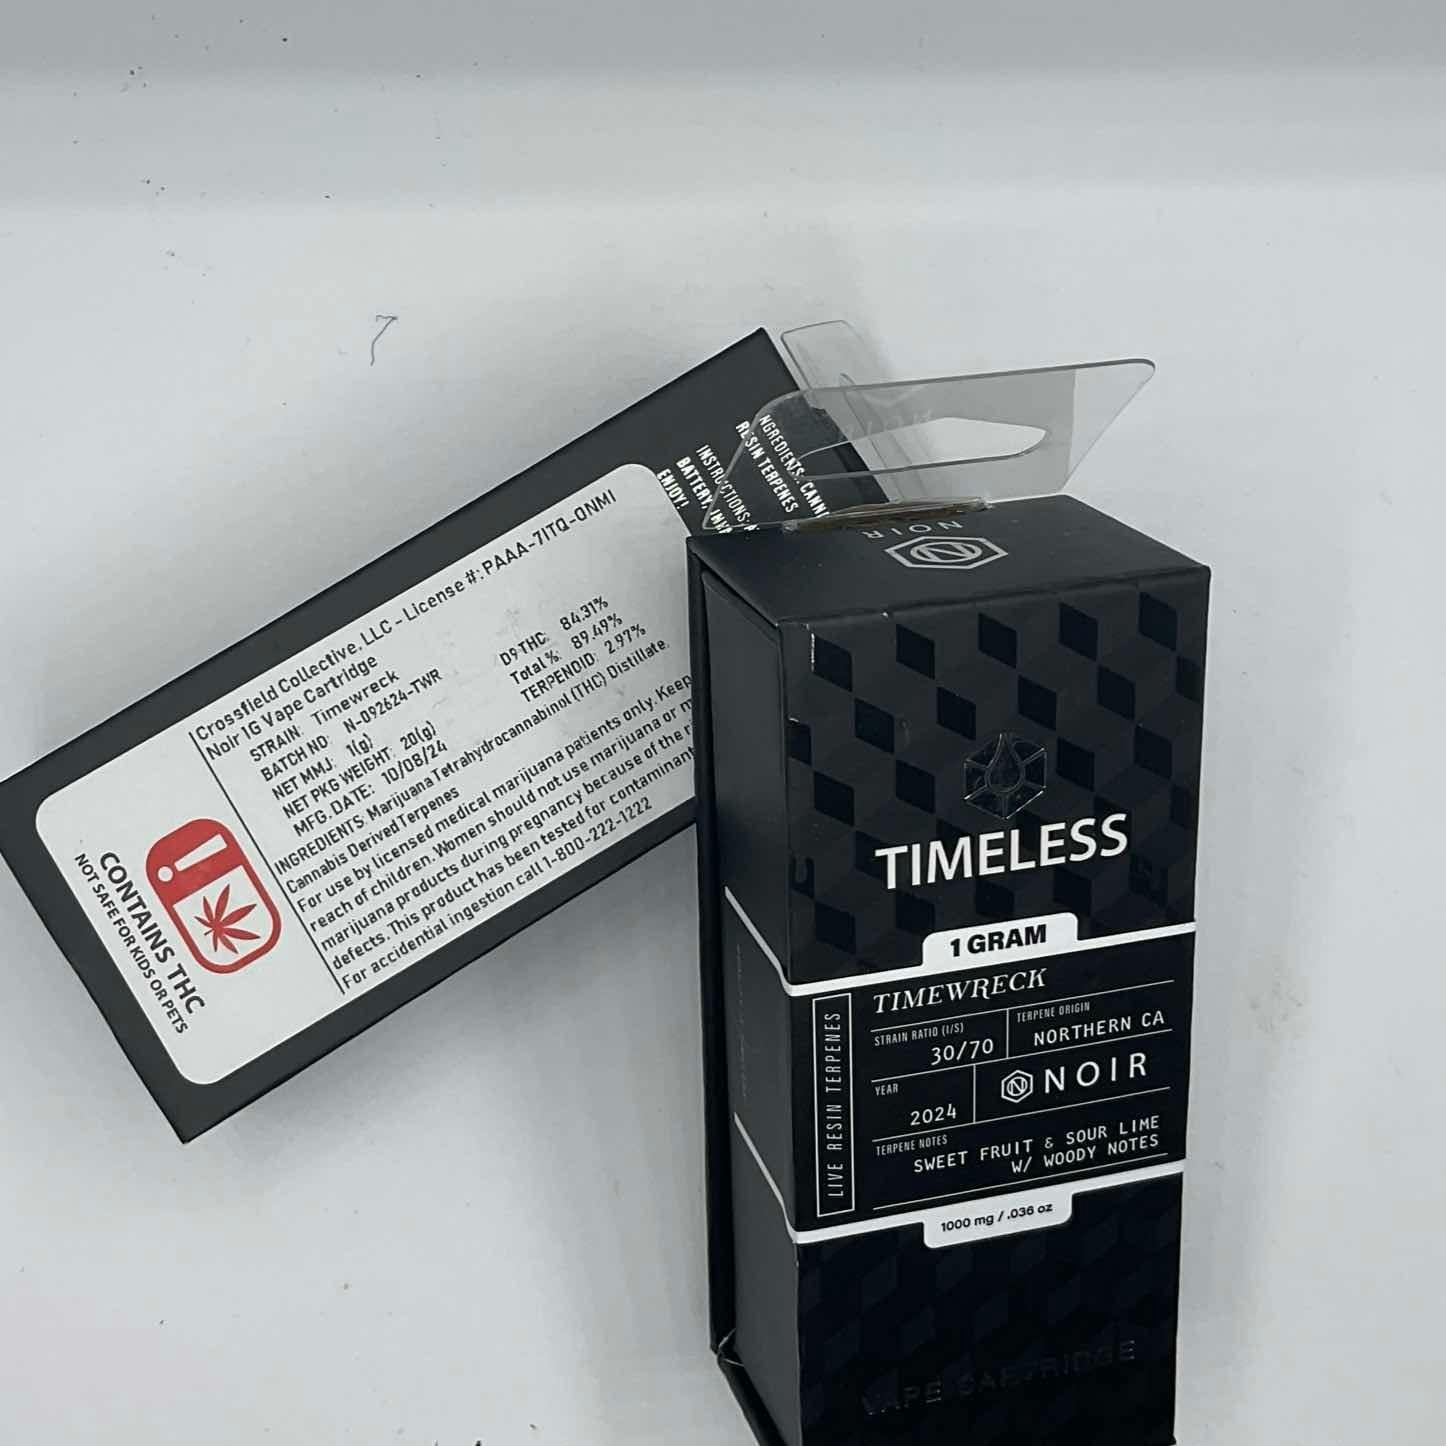 Crossfield Collective, LLC - License #: PAAA-7ITQ-0NMI
Noir 1G Vape Cartridge
STRAIN: Timewreck
BATCH NO: N-092624-TWR
NET MMJ: 1(g)
NET PKG WEIGHT: 20(g)
MFG. DATE: 10/08/24
D9-THC: 84.31%
Total %: 89.49%
TERPENOID: 2.97%
INGREDIENTS: Marijuana Tetrahydrocannabinol (THC) Distillate.
Cannabis Derived Terpenes
For use by licensed medical marijuana patients only. Keep
reach of children. Women should not use marijuana or
marijuana products during pregnancy because of the
defects. This product has been tested for contaminant
For accidential ingestion call 1-800-222-1222
CONTAINS THC
NOT SAFE FOR KIDS OR PETS
RESIN TERPENES
BATTERY,
ENJOY!
NOIR
TIMELESS
1 GRAM
TIMEWRECK
LIVE RESIN TERPENES
STRAIN RATIO (I/S)
30/70
TERPENE ORIGIN
NORTHERN CA
YEAR
2024
NOIR
TERPENE NOTES
SWEET FRUIT & SOUR LIME
W/ WOODY NOTES
1000 mg / .036 oz
VAPE CARTRIDGE